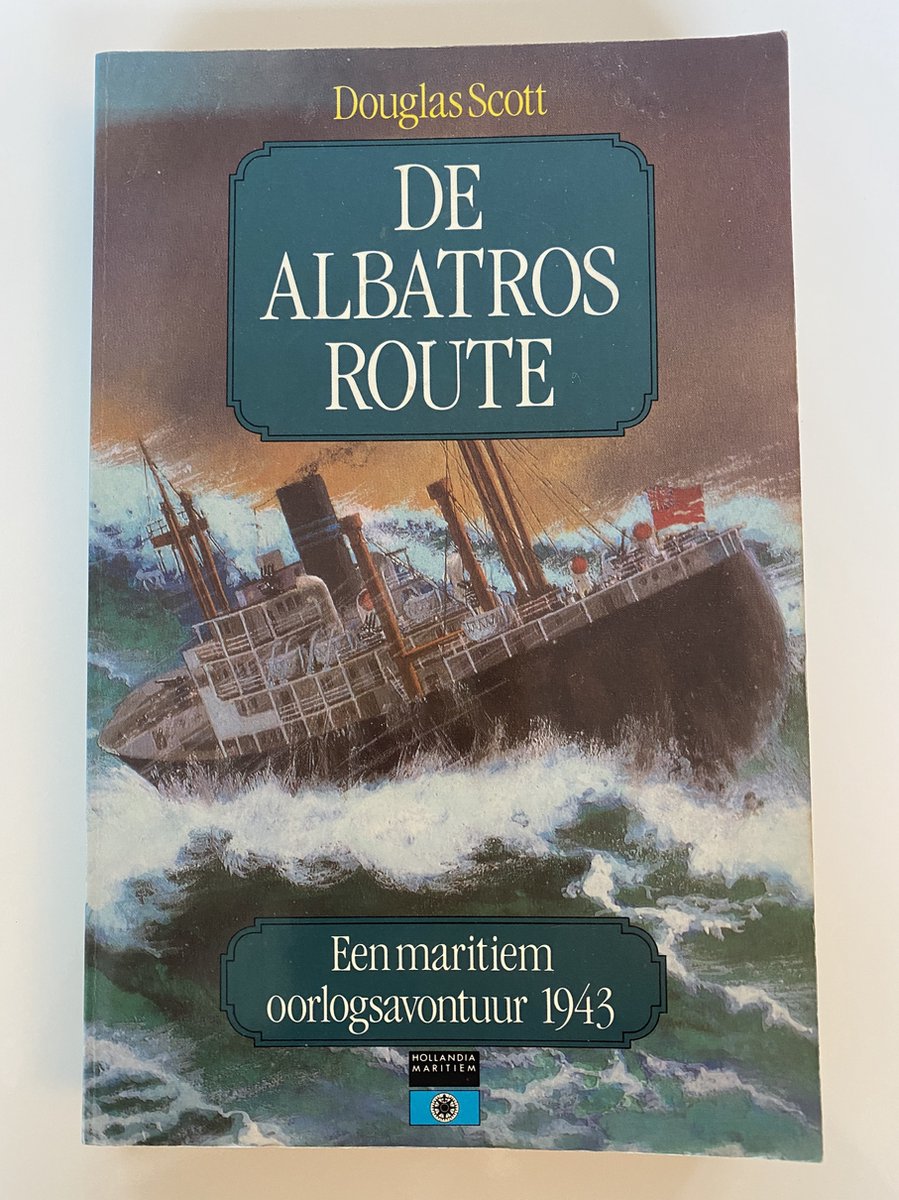 Douglas Scott
DE
ALBATROS
ROUTE
Een maritiem
oorlogsavontuur 1943
HOLLANDIA
MARITIEM